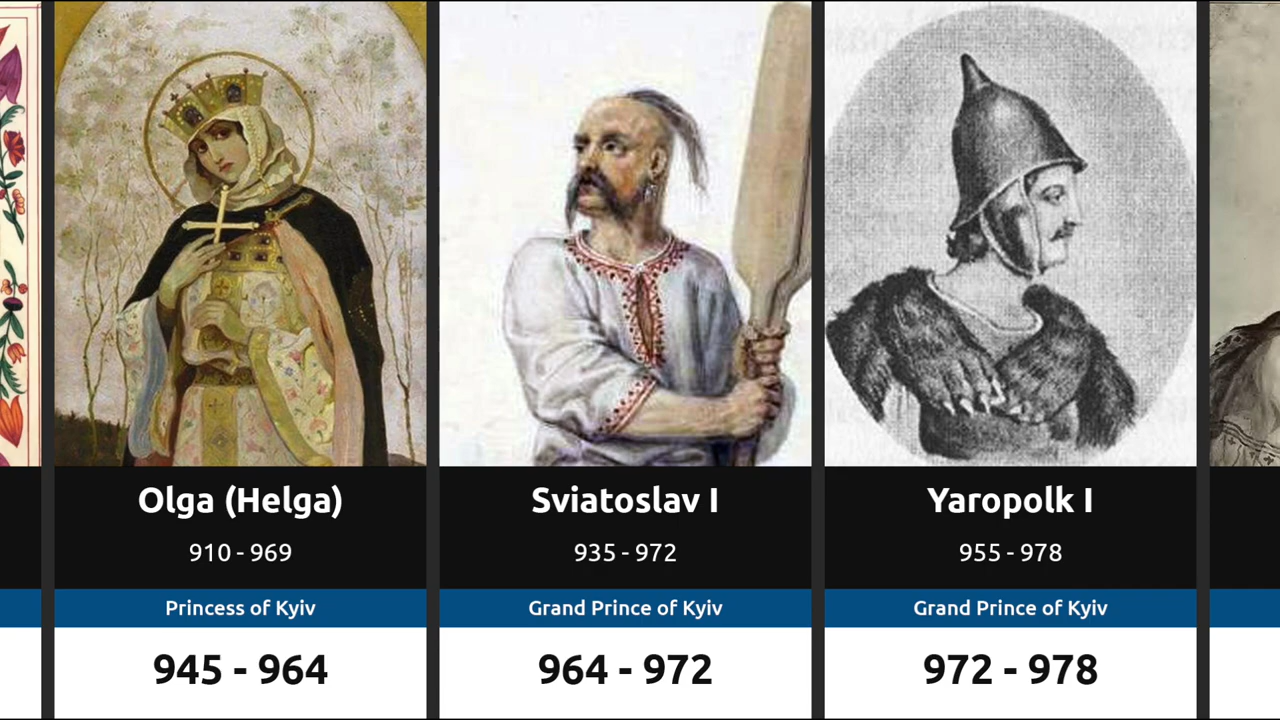 Olga (Helga)
910 - 969
Princess of Kyiv
945 - 964
Sviatoslav I
935 - 972
Grand Prince of Kyiv
964 - 972
Yaropolk I
955 - 978
Grand Prince of Kyiv
972 - 978